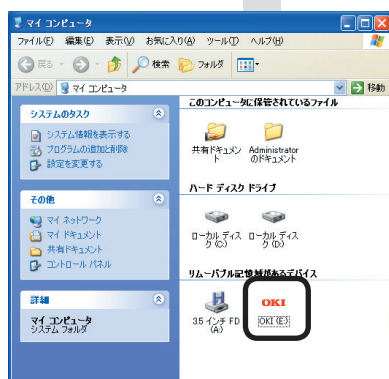 マイ コンピュータ
ファイル(F) 編集(E) 表示(V) お気に入り(A) ツール(T) ヘルプ(H)
戻る 検索 フォルダ
アドレス(D) マイ コンピュータ 移動
システムのタスク
システム情報を表示する
プログラムの追加と削除
設定を変更する
その他
マイ ネットワーク
マイ ドキュメント
共有ドキュメント
コントロール パネル
詳細
マイ コンピュータ
システム フォルダ
このコンピュータに保管されているファイル
共有ドキュメン Administrator
ト のドキュメント
ハード ディスク ドライブ
ローカル ディス ローカル ディス
ク (C:) ク (D:)
リムーバブル記憶域があるデバイス
OKI
3.5 インチ FD OKI (E:)
(A:)